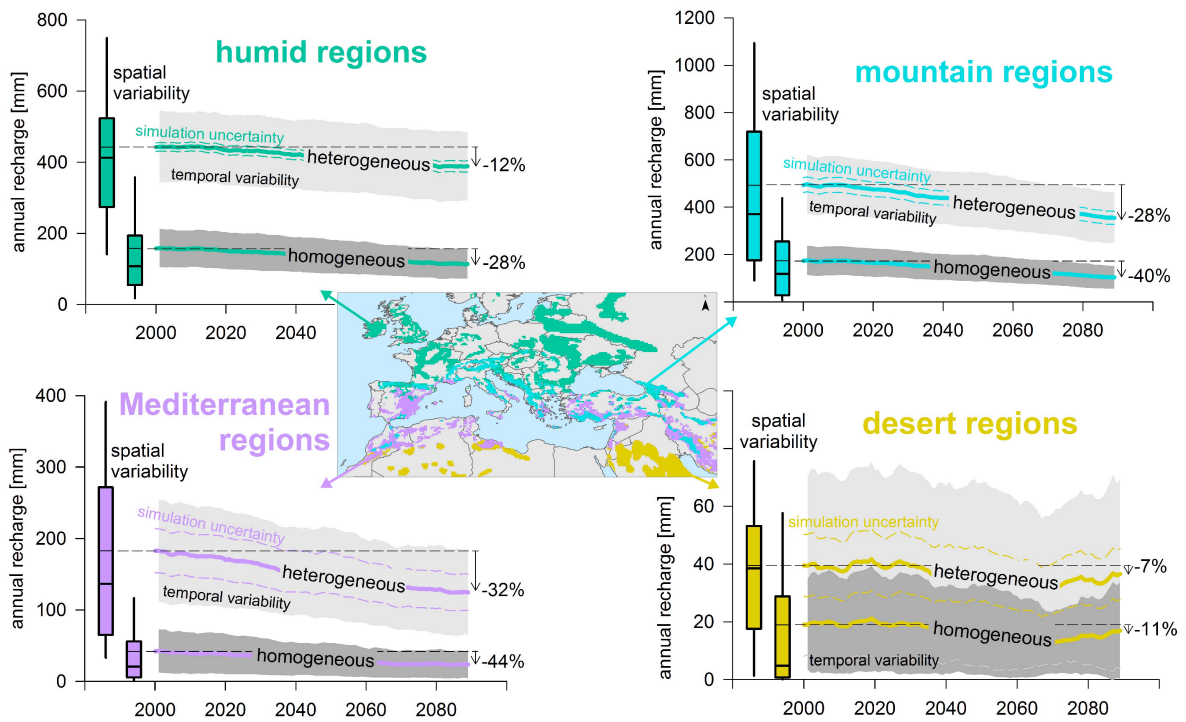 humid regions
annual recharge [mm]
800
600
400
200
0
spatial
variability
simulation uncertainty
heterogeneous
-12%
temporal variability
homogeneous
-28%
2000
2020
2040
2060
2080
mountain regions
annual recharge [mm]
1200
1000
800
600
400
200
0
spatial
variability
simulation uncertainty
heterogeneous
-28%
temporal variability
homogeneous
-40%
2000
2020
2040
2060
2080
Mediterranean
regions
annual recharge [mm]
400
300
200
100
0
spatial
variability
simulation uncertainty
heterogeneous
-32%
temporal variability
homogeneous
-44%
2000
2020
2040
2060
2080
desert regions
annual recharge [mm]
60
40
20
0
spatial
variability
simulation uncertainty
heterogeneous
-7%
homogeneous
-11%
temporal variability
2000
2020
2040
2060
2080